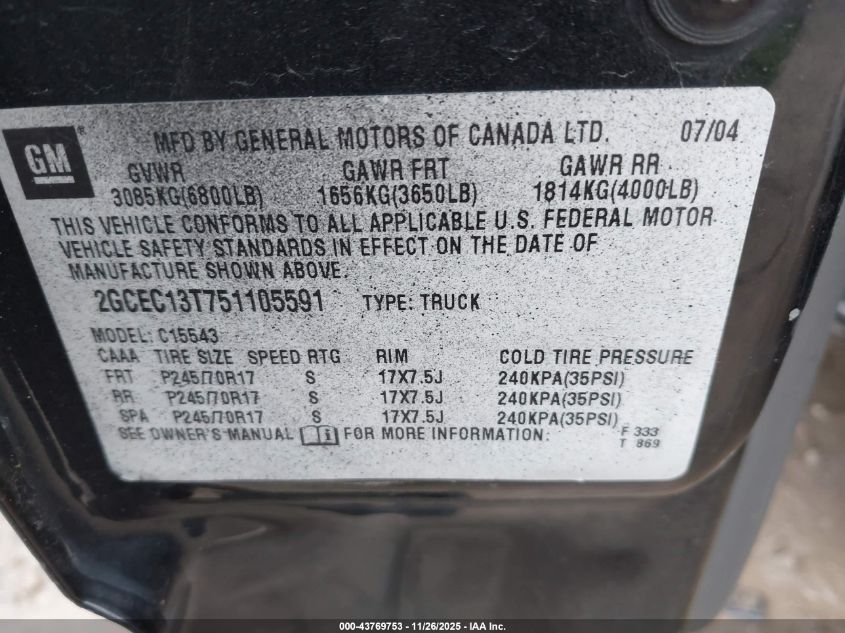 GM
MFD BY GENERAL MOTORS OF CANADA LTD. 07/04
GVWR GAWR FRT GAWR RR
3085KG(6800LB) 1656KG(3650LB) 1814KG(4000LB)
THIS VEHICLE CONFORMS TO ALL APPLICABLE U.S. FEDERAL MOTOR
VEHICLE SAFETY STANDARDS IN EFFECT ON THE DATE OF
MANUFACTURE SHOWN ABOVE.
2GCEC13T751105591 TYPE: TRUCK
MODEL: C15543
CAAA TIRE SIZE SPEED RTG RIM COLD TIRE PRESSURE
FRT P245/70R17 S 17X7.5J 240KPA(35PSI)
RR P245/70R17 S 17X7.5J 240KPA(35PSI)
SPA P245/70R17 S 17X7.5J 240KPA(35PSI)
SEE OWNER'S MANUAL FOR MORE INFORMATION. F 333
T 869
000-43769753 - 11/26/2025 - IAA Inc.